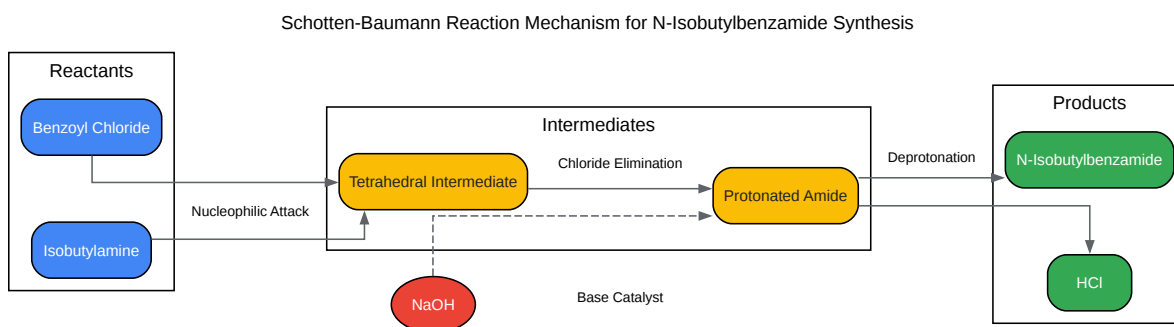 Schotten-Baumann Reaction Mechanism for N-Isobutylbenzamide Synthesis
Reactants
Benzoyl Chloride
Isobutylamine
Nucleophilic Attack
Intermediates
Tetrahedral Intermediate
Chloride Elimination
Protonated Amide
NaOH
Base Catalyst
Deprotonation
Products
N-Isobutylbenzamide
HCl